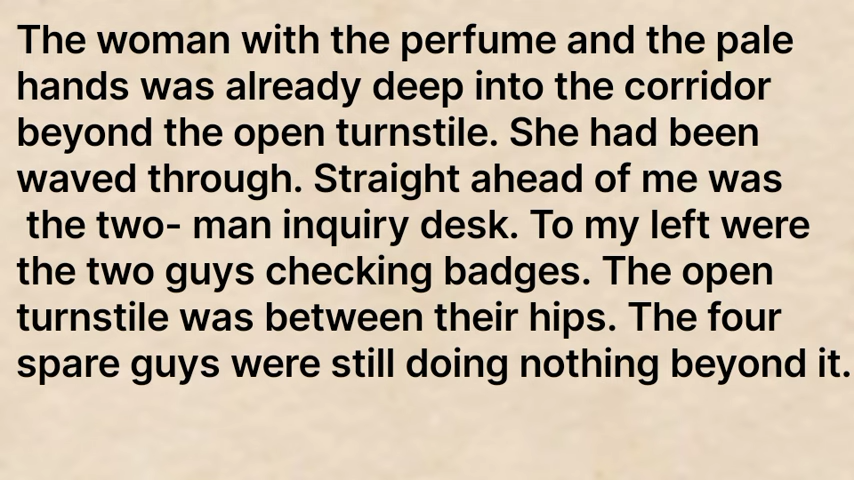 The woman with the perfume and the pale
hands was already deep into the corridor
beyond the open turnstile. She had been
waved through. Straight ahead of me was
the two- man inquiry desk. To my left were
the two guys checking badges. The open
turnstile was between their hips. The four
spare guys were still doing nothing beyond it.